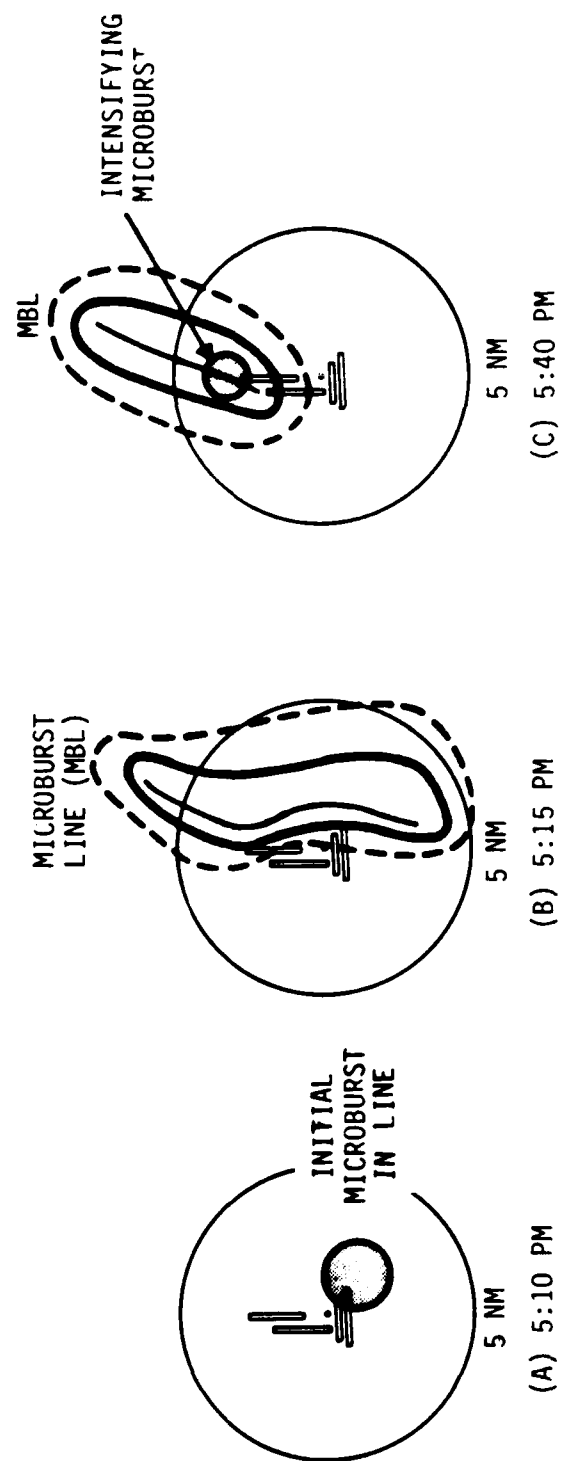 INITIAL
MICROBURST
IN LINE
5 NM
(A) 5:10 PM
MICROBURST
LINE (MBL)
5 NM
(B) 5:15 PM
MBL
INTENSIFYING
MICROBURST
5 NM
(C) 5:40 PM